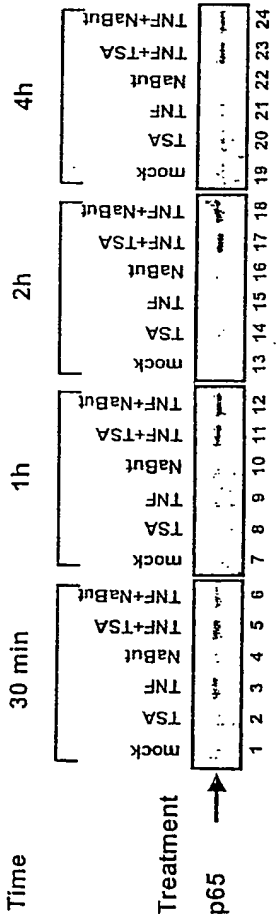 Time 30 min 1h 2h 4h
Treatment mock TSA TNF NaBut TNF+TSA TNF+NaBut mock TSA TNF NaBut TNF+TSA TNF+NaBut mock TSA TNF NaBut TNF+TSA TNF+NaBut mock TSA TNF NaBut TNF+TSA TNF+NaBut
p65
1 2 3 4 5 6 7 8 9 10 11 12 13 14 15 16 17 18 19 20 21 22 23 24